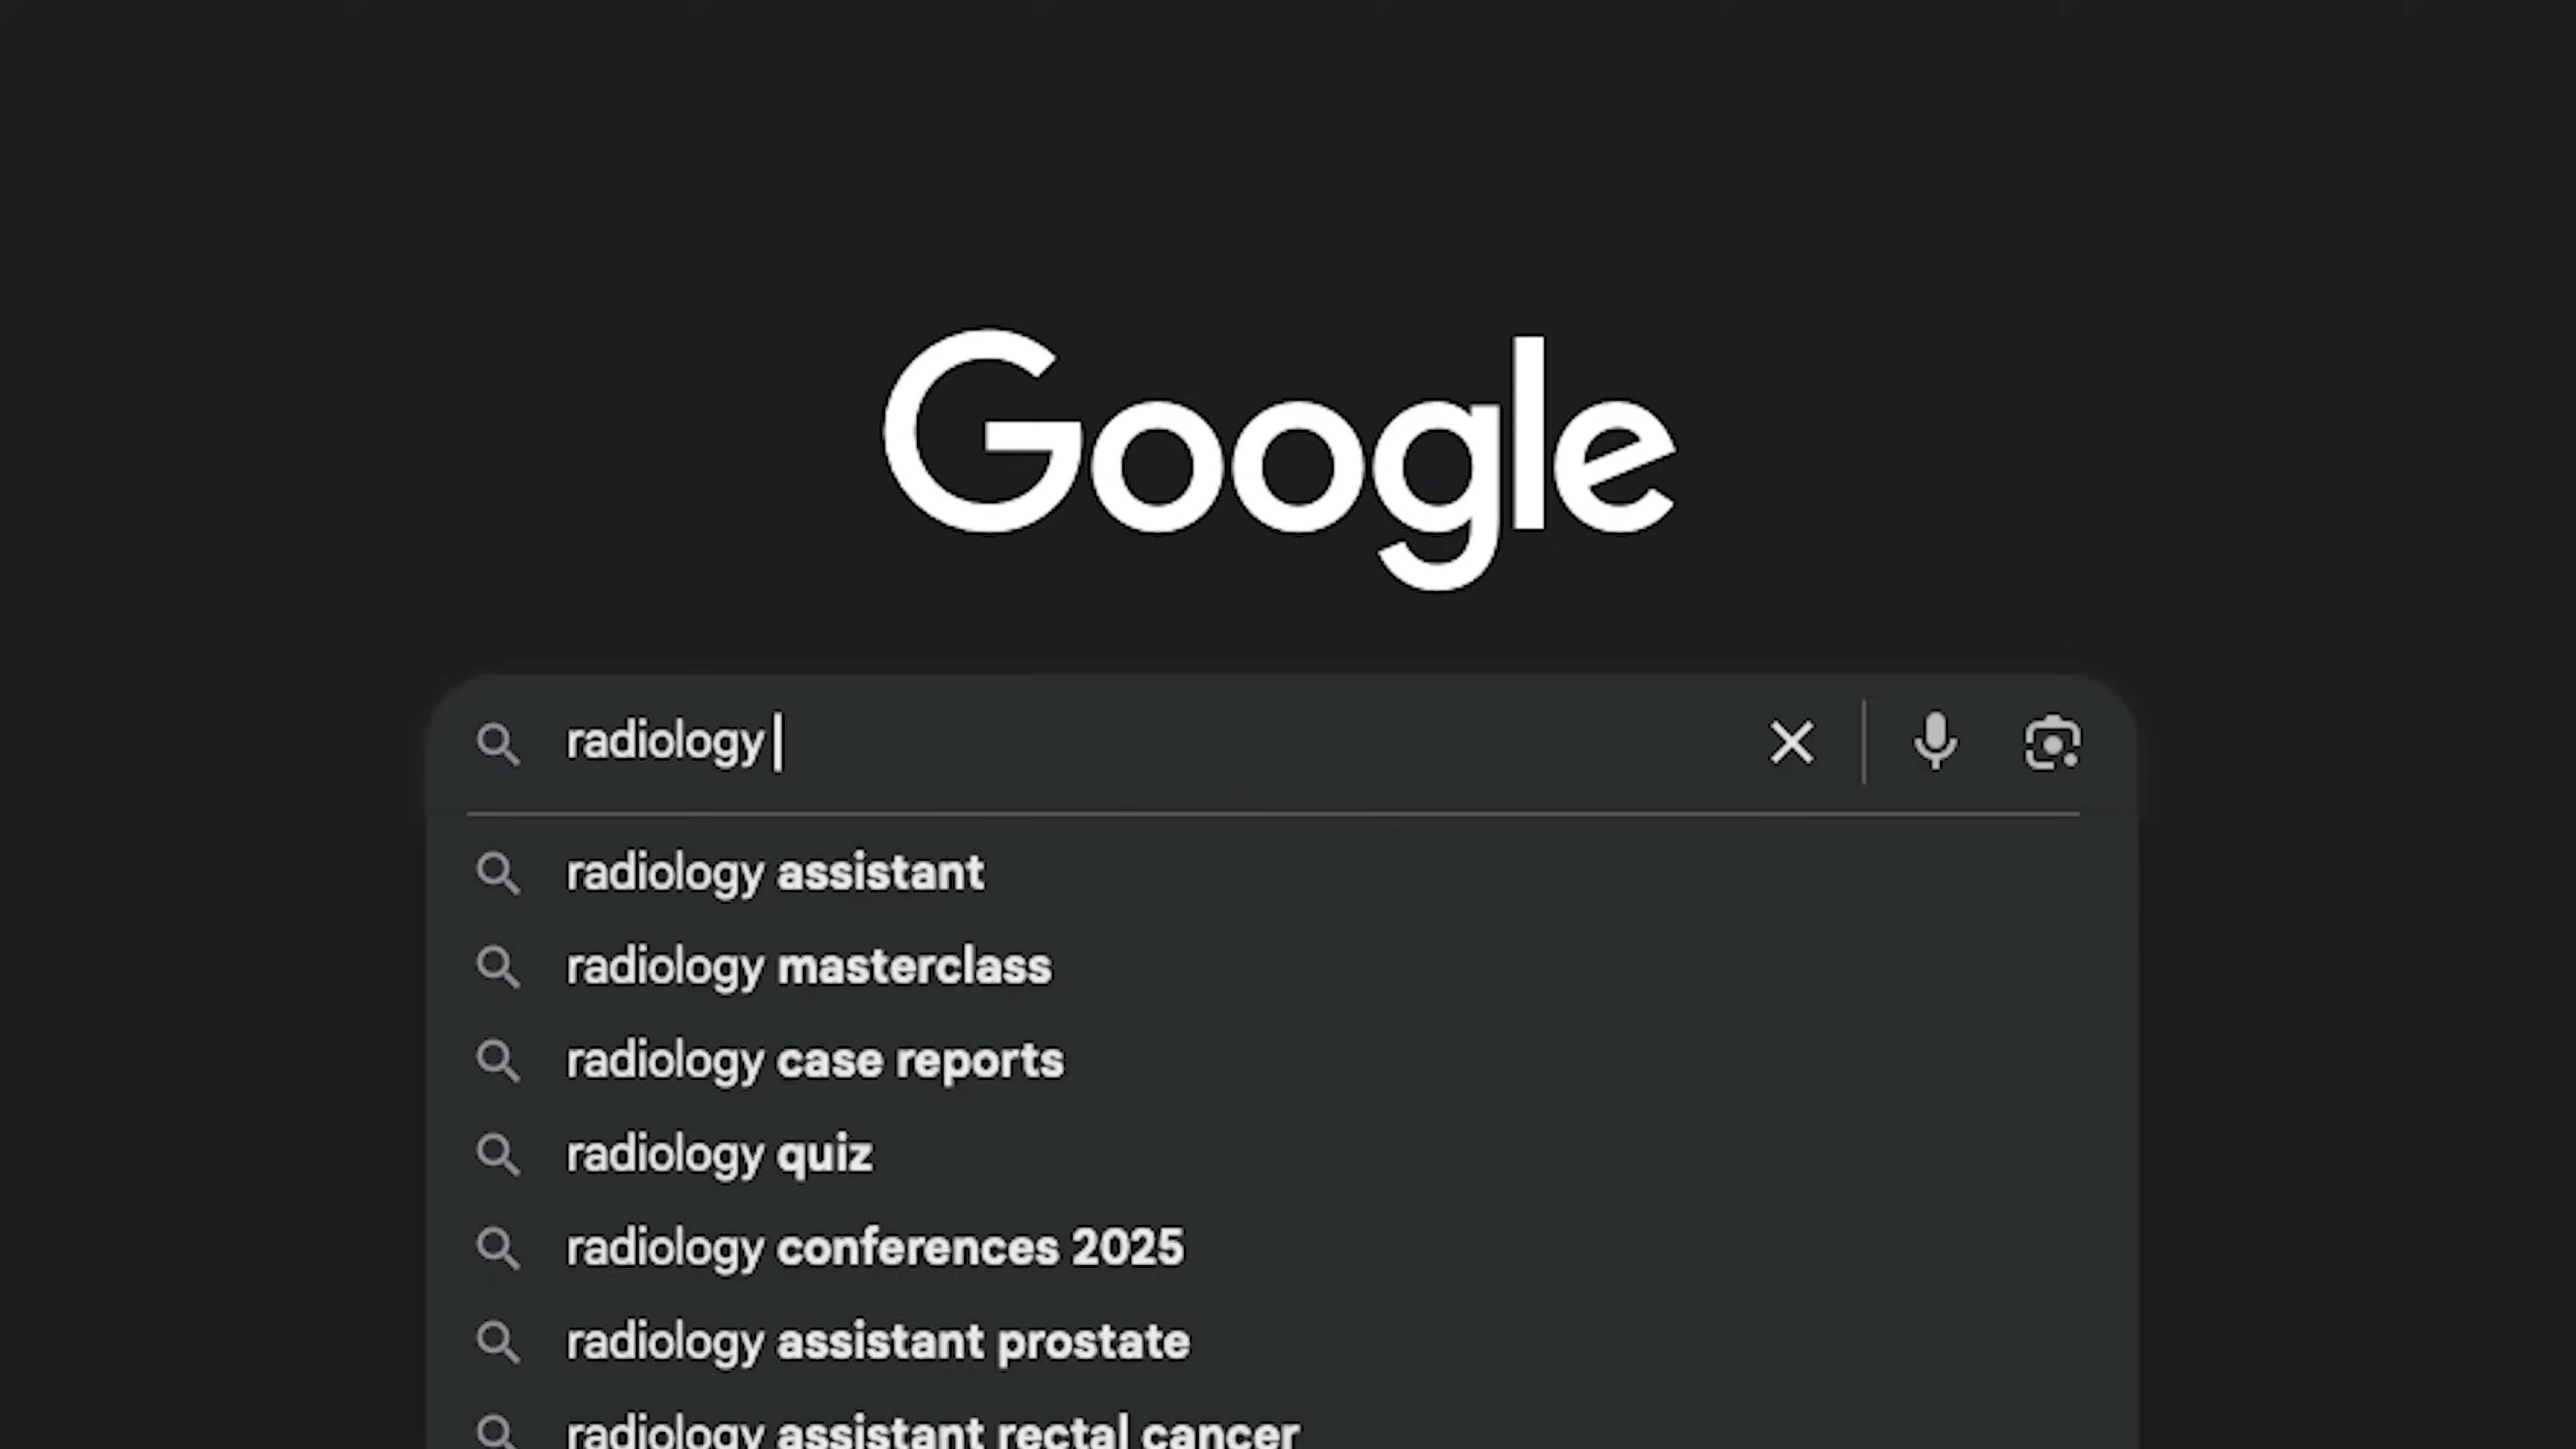 Google
radiology
radiology assistant
radiology masterclass
radiology case reports
radiology quiz
radiology conferences 2025
radiology assistant prostate
radiology assistant rectal cancer